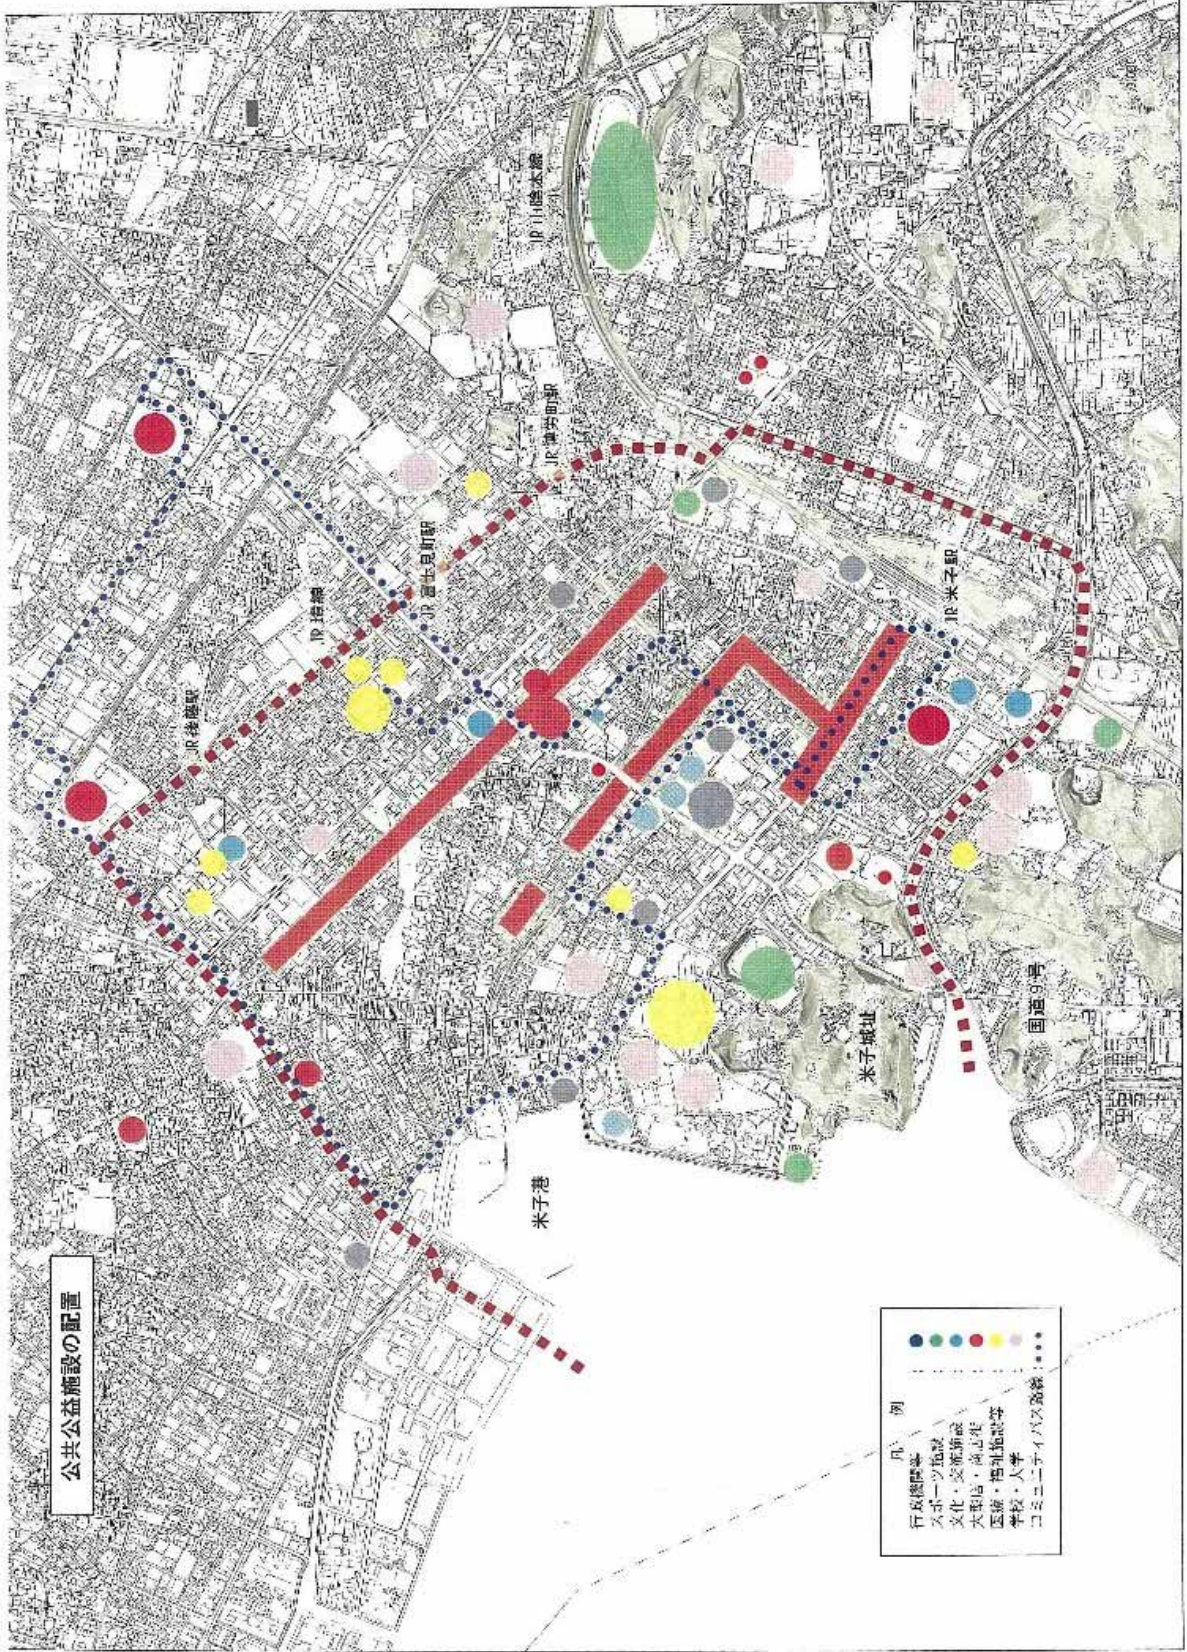 公共公益施設の配置
JR後藤駅
JR境線
JR富士見町駅
JR博労町駅
JR山陰本線
JR米子駅
米子港
米子城址
国道9号
凡 例
行政機関等
スポーツ施設
文化・交流施設
大型店・商店街
医療・福祉施設等
学校・大学
コミュニティバス路線